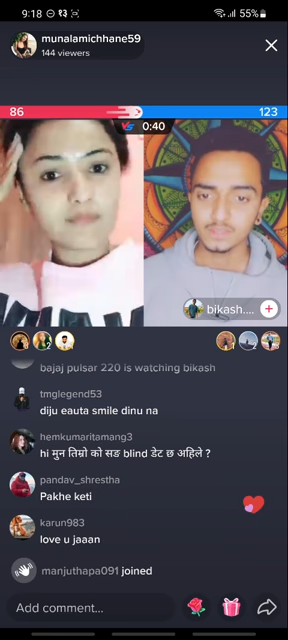 9:18 १३ 55%
munalamichhane59
144 viewers
86 123
VS 0:40
bikash....
bajaj pulsar 220 is watching bikash
tmglegend53
diju eauta smile dinu na
hemkumaritamang3
hi मुन तिम्रो को सङ blind डेट छ अहिले ?
pandav_shrestha
Pakhe keti
karun983
love u jaaan
manjuthapa091 joined
Add comment...